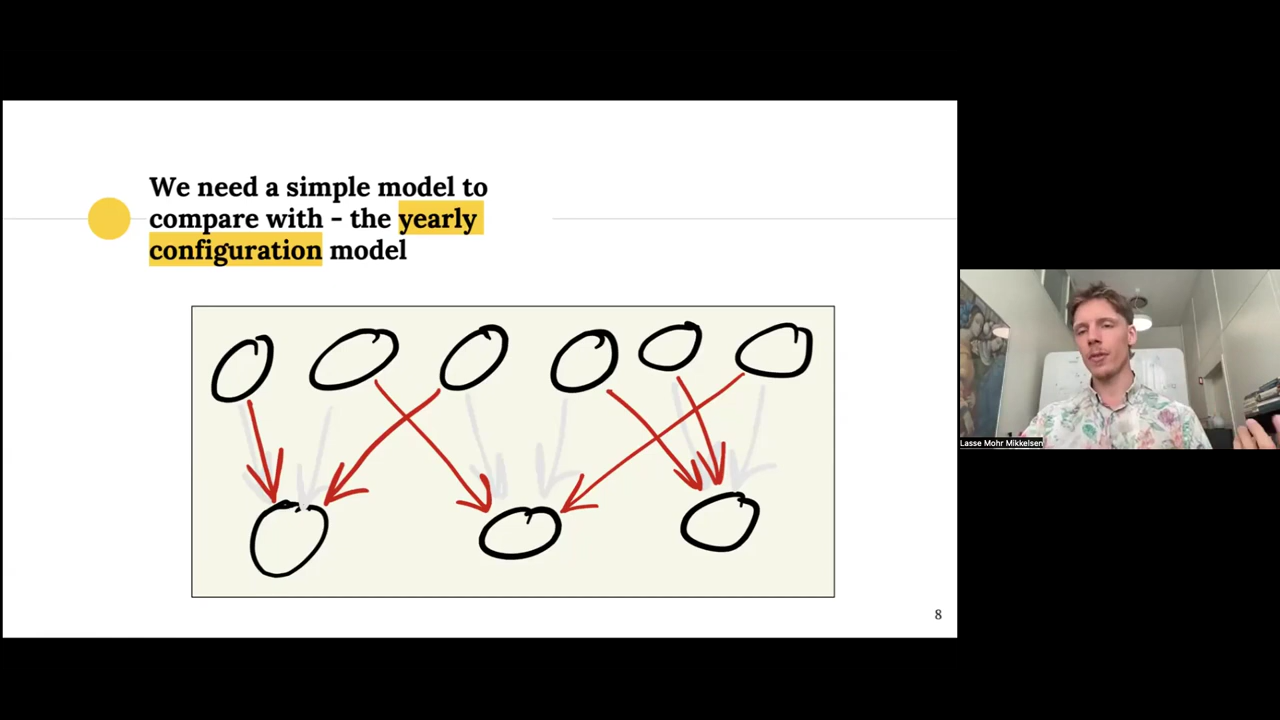 We need a simple model to
compare with - the yearly
configuration model
8
Lasse Mohr Mikkelsen